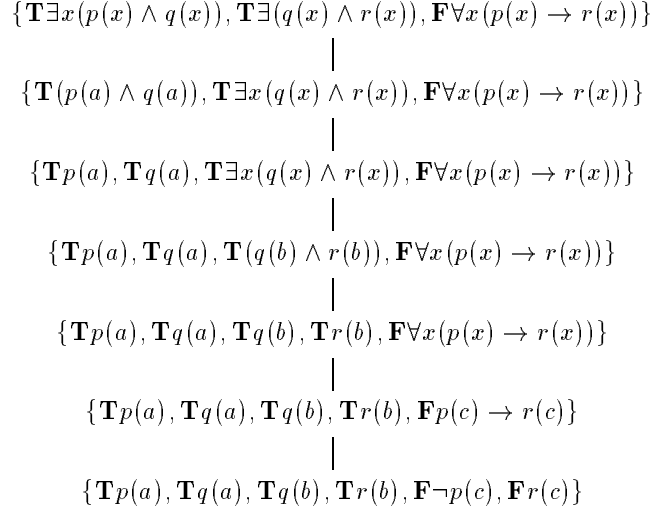 {T∃x(p(x) ∧ q(x)), T∃(q(x) ∧ r(x)), F∀x(p(x) → r(x))}
{T(p(a) ∧ q(a)), T∃x(q(x) ∧ r(x)), F∀x(p(x) → r(x))}
{Tp(a), Tq(a), T∃x(q(x) ∧ r(x)), F∀x(p(x) → r(x))}
{Tp(a), Tq(a), T(q(b) ∧ r(b)), F∀x(p(x) → r(x))}
{Tp(a), Tq(a), Tq(b), Tr(b), F∀x(p(x) → r(x))}
{Tp(a), Tq(a), Tq(b), Tr(b), Fp(c) → r(c)}
{Tp(a), Tq(a), Tq(b), Tr(b), F¬p(c), Fr(c)}